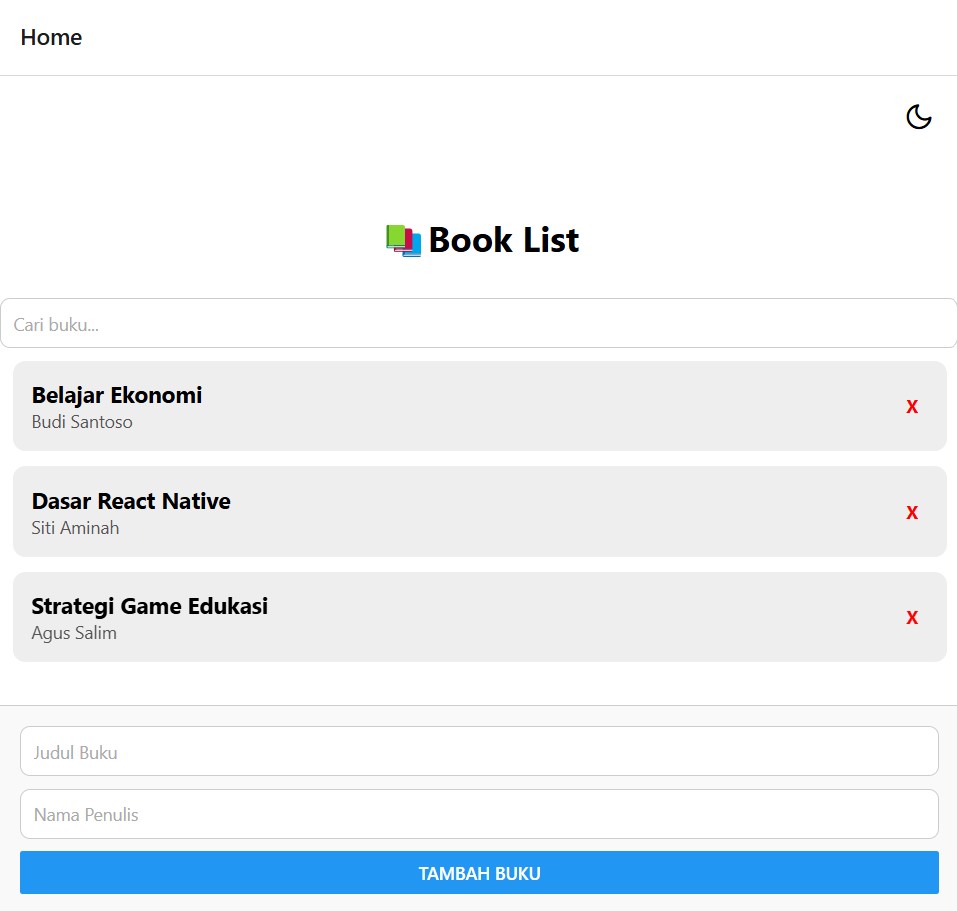 Home
Book List
Cari buku...
Belajar Ekonomi
Budi Santoso
X
Dasar React Native
Siti Aminah
X
Strategi Game Edukasi
Agus Salim
X
Judul Buku
Nama Penulis
TAMBAH BUKU